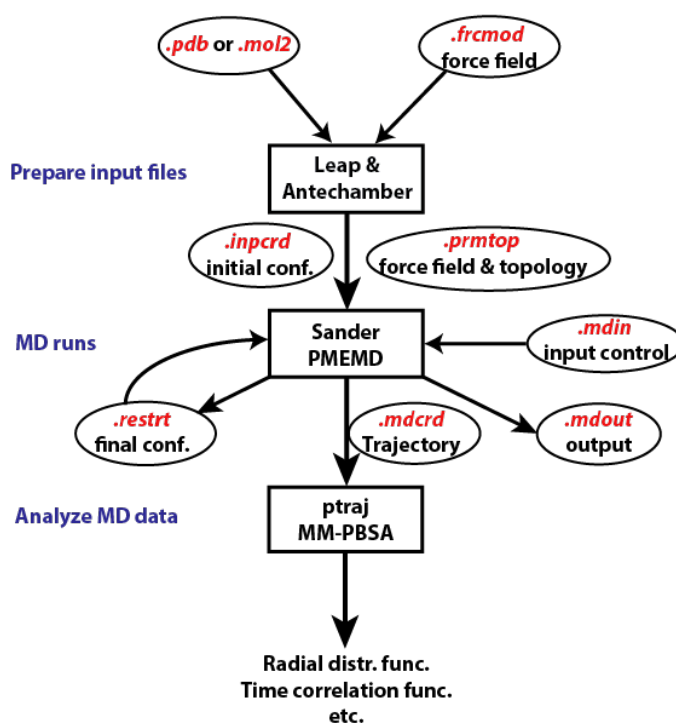 .pdb or .mol2
.frcmod
force field
Prepare input files
Leap &
Antechamber
.inpcrd
initial conf.
.prmtop
force field & topology
MD runs
Sander
PMEMD
.mdin
input control
.restrt
final conf.
.mdcrd
Trajectory
.mdout
output
Analyze MD data
ptraj
MM-PBSA
Radial distr. func.
Time correlation func.
etc.